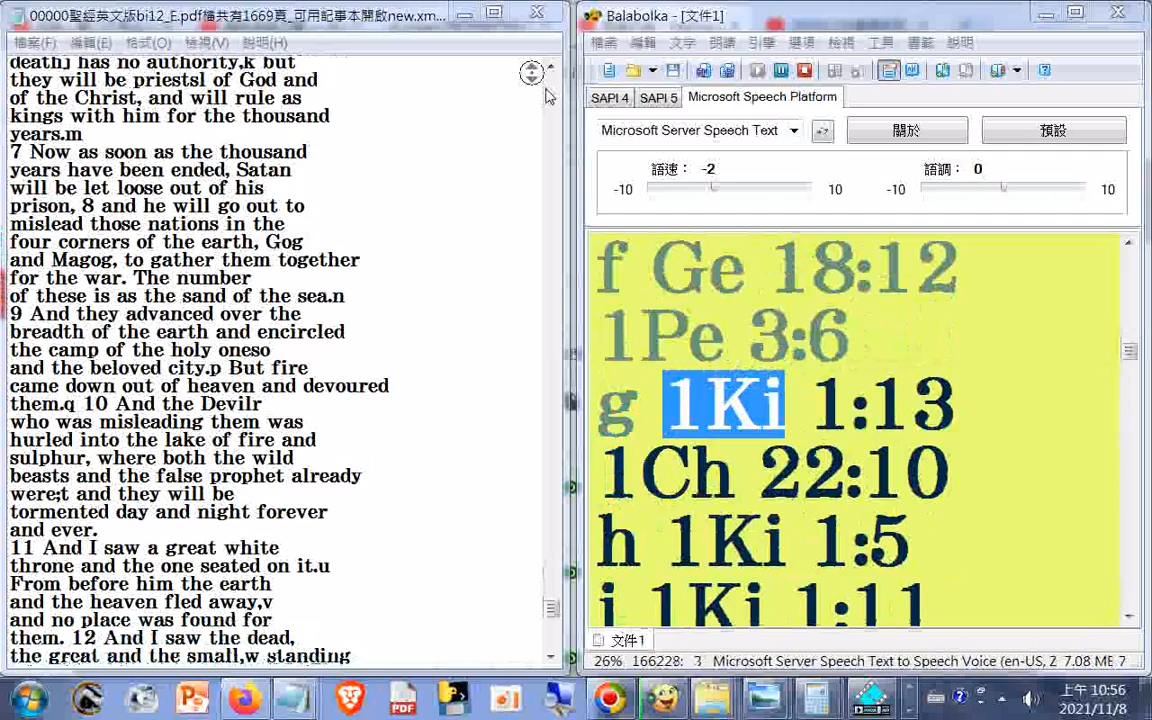 00000聖經英文版bi12_E.pdf檔共有1669頁_可用記事本開啟new.xm...
檔案(F) 編輯(E) 格式(O) 檢視(V) 說明(H)
death」 has no authority,k but
they will be priestsl of God and
of the Christ, and will rule as
kings with him for the thousand
years.m
7 Now as soon as the thousand
years have been ended, Satan
will be let loose out of his
prison, 8 and he will go out to
mislead those nations in the
four corners of the earth, Gog
and Magog, to gather them together
for the war. The number
of these is as the sand of the sea.n
9 And they advanced over the
breadth of the earth and encircled
the camp of the holy oneso
and the beloved city.p But fire
came down out of heaven and devoured
them.q 10 And the Devilr
who was misleading them was
hurled into the lake of fire and
sulphur, where both the wild
beasts and the false prophet already
were;t and they will be
tormented day and night forever
and ever.
11 And I saw a great white
throne and the one seated on it.u
From before him the earth
and the heaven fled away,v
and no place was found for
them. 12 And I saw the dead,
the great and the small,w standing
Balabolka - [文件1]
檔案 編輯 文字 朗讀 引擎 選項 檢視 工具 書籤 說明
SAPI 4 SAPI 5 Microsoft Speech Platform
Microsoft Server Speech Text 關於 預設
語速： -2 語調： 0
-10 10 -10 10
f Ge 18:12
1Pe 3:6
g 1Ki 1:13
1Ch 22:10
h 1Ki 1:5
i 1Ki 1:11
文件1
26% 166228: 3 Microsoft Server Speech Text to Speech Voice (en-US, 2 7.08 MB 7
PDF
上午 10:56
2021/11/8